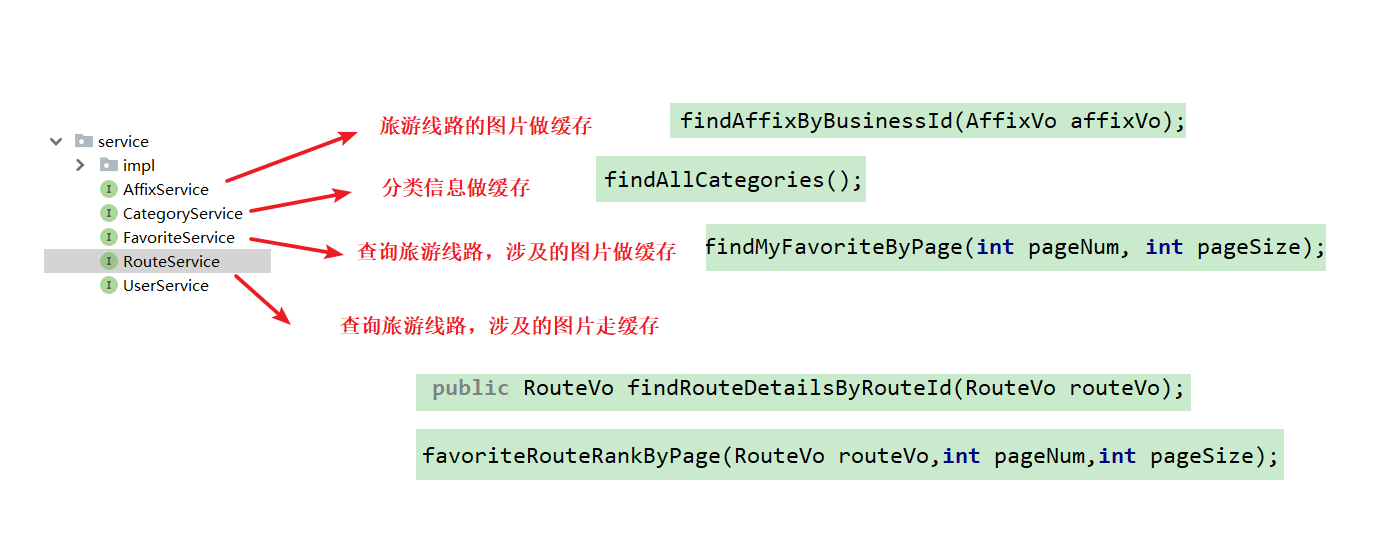 service
impl
AffixService
CategoryService
FavoriteService
RouteService
UserService
旅游线路的图片做缓存
findAffixByBusinessId(AffixVo affixVo);
分类信息做缓存
findAllCategories();
查询旅游线路，涉及的图片做缓存
findMyFavoriteByPage(int pageNum, int pageSize);
查询旅游线路，涉及的图片走缓存
public RouteVo findRouteDetailsByRouteId(RouteVo routeVo);
favoriteRouteRankByPage(RouteVo routeVo,int pageNum,int pageSize);